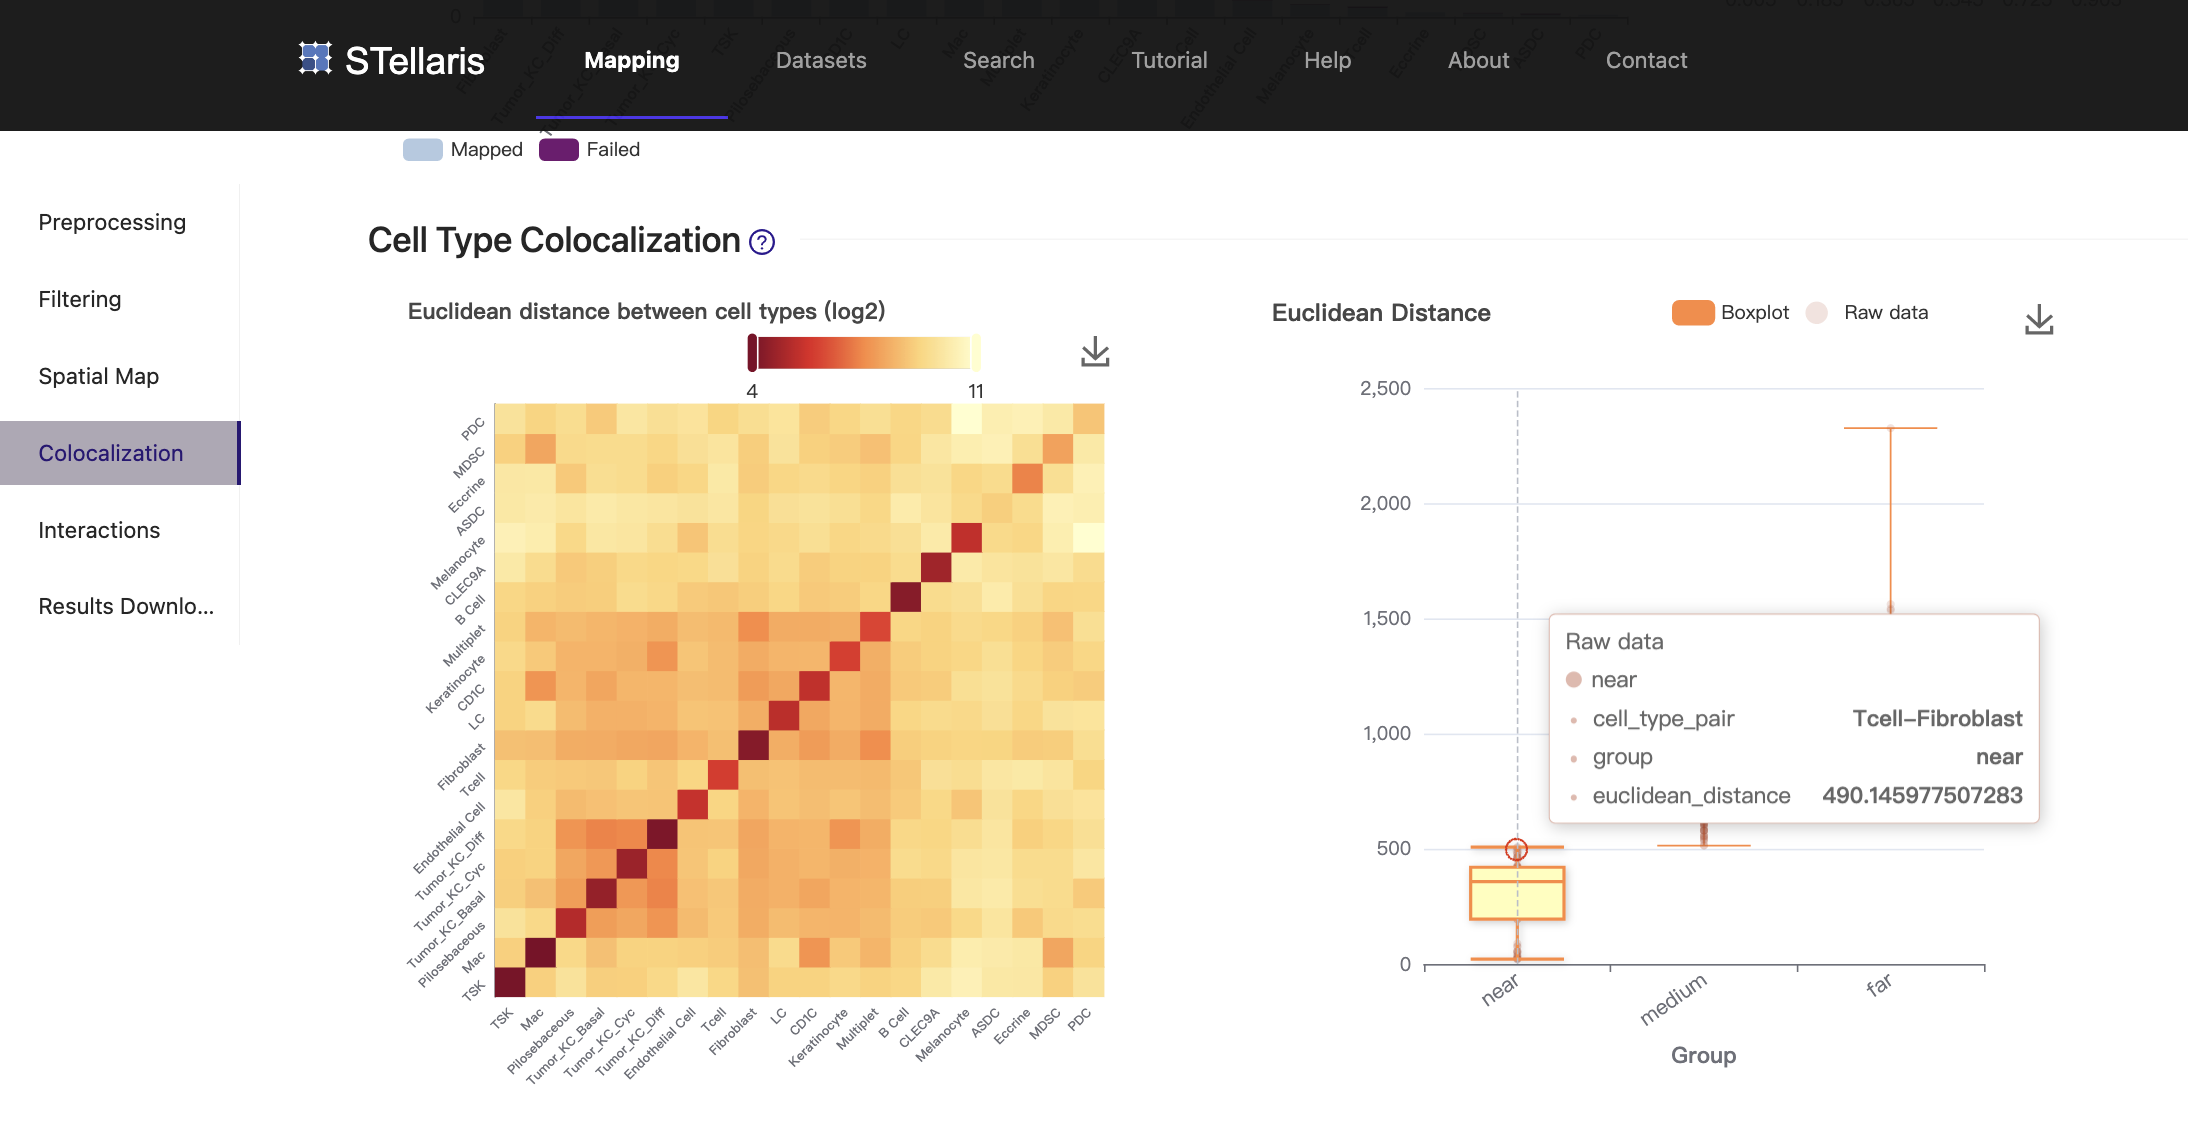 STellaris
Mapping
Datasets
Search
Tutorial
Help
About
Contact
Mapped
Failed
Preprocessing
Filtering
Spatial Map
Colocalization
Interactions
Results Downlo...
Cell Type Colocalization ?
Euclidean distance between cell types (log2)
4
11
PDC
MDSC
Eccrine
ASDC
Melanocyte
CLEC9A
B Cell
Multiplet
Keratinocyte
CD1C
LC
Fibroblast
Tcell
Endothelial Cell
Tumor_KC_Diff
Tumor_KC_Cyc
Tumor_KC_Basal
Pilosebaceous
Mac
TSK
TSK
Mac
Pilosebaceous
Tumor_KC_Basal
Tumor_KC_Cyc
Tumor_KC_Diff
Endothelial Cell
Tcell
Fibroblast
LC
CD1C
Keratinocyte
Multiplet
B Cell
CLEC9A
Melanocyte
ASDC
Eccrine
MDSC
PDC
Euclidean Distance
Boxplot
Raw data
2,500
2,000
1,500
1,000
500
0
Raw data
near
cell_type_pair Tcell-Fibroblast
group near
euclidean_distance 490.145977507283
near
medium
far
Group